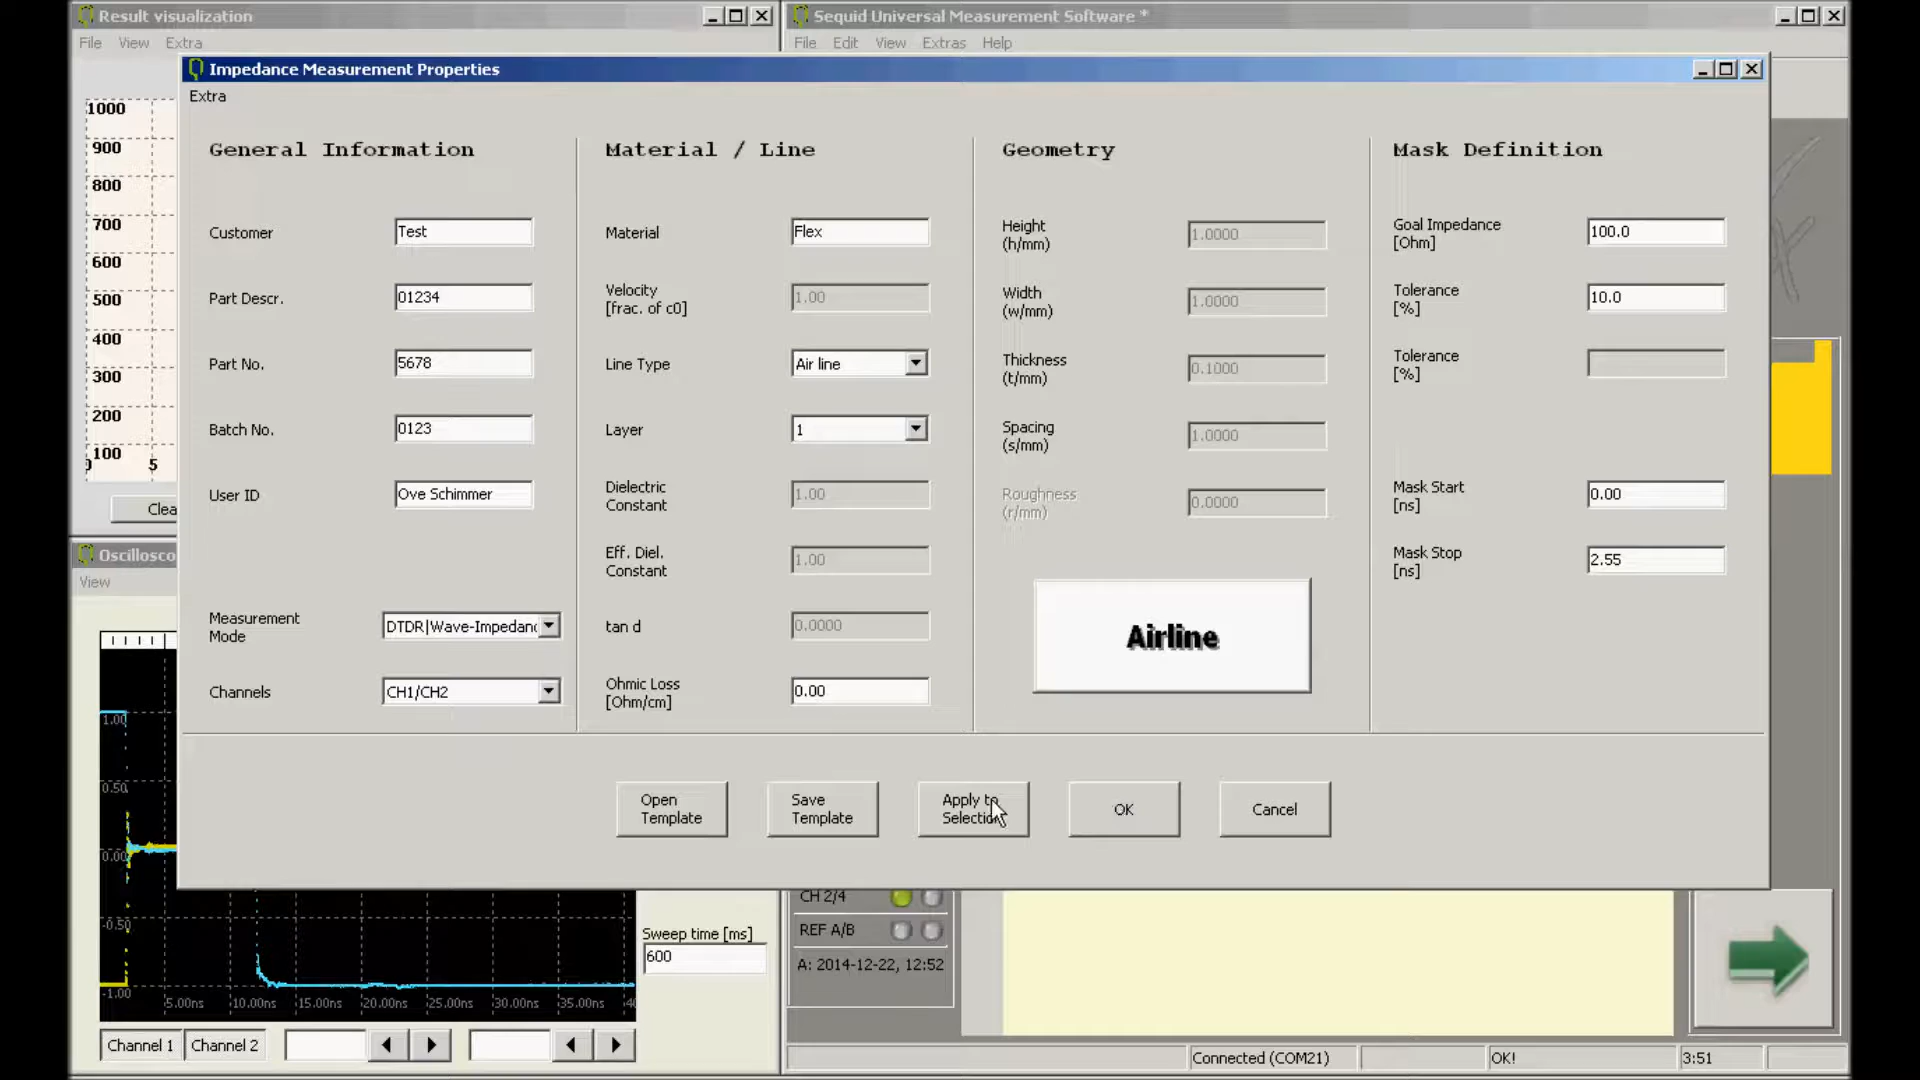 Result visualization
File View Extra
Sequid Universal Measurement Software *
File Edit View Extras Help
Impedance Measurement Properties
Extra
1000
900
800
700
600
500
400
300
200
100
5
Clea
General Information
Customer Test
Part Descr. 01234
Part No. 5678
Batch No. 0123
User ID Ove Schimmer
Measurement
Mode
DTDR|Wave-Impedanc
Channels CH1/CH2
Material / Line
Material Flex
Velocity
[frac. of c0]
1.00
Line Type Air line
Layer 1
Dielectric
Constant
1.00
Eff. Diel.
Constant
1.00
tan d 0.0000
Ohmic Loss
[Ohm/cm]
0.00
Geometry
Height
(h/mm)
1.0000
Width
(w/mm)
1.0000
Thickness
(t/mm)
0.1000
Spacing
(s/mm)
1.0000
Roughness
(r/mm)
0.0000
Airline
Mask Definition
Goal Impedance
[Ohm]
100.0
Tolerance
[%]
10.0
Tolerance
[%]
Mask Start
[ns]
0.00
Mask Stop
[ns]
2.55
Open
Template
Save
Template
Apply to
Selection
OK
Cancel
Oscillosco
View
1.00
0.50
0.00
-0.50
-1.00
5.00ns 10.00ns 15.00ns 20.00ns 25.00ns 30.00ns 35.00ns
Channel 1 Channel 2
Sweep time [ms]
600
CH 2/4
REF A/B
A: 2014-12-22, 12:52
Connected (COM21) OK! 3:51